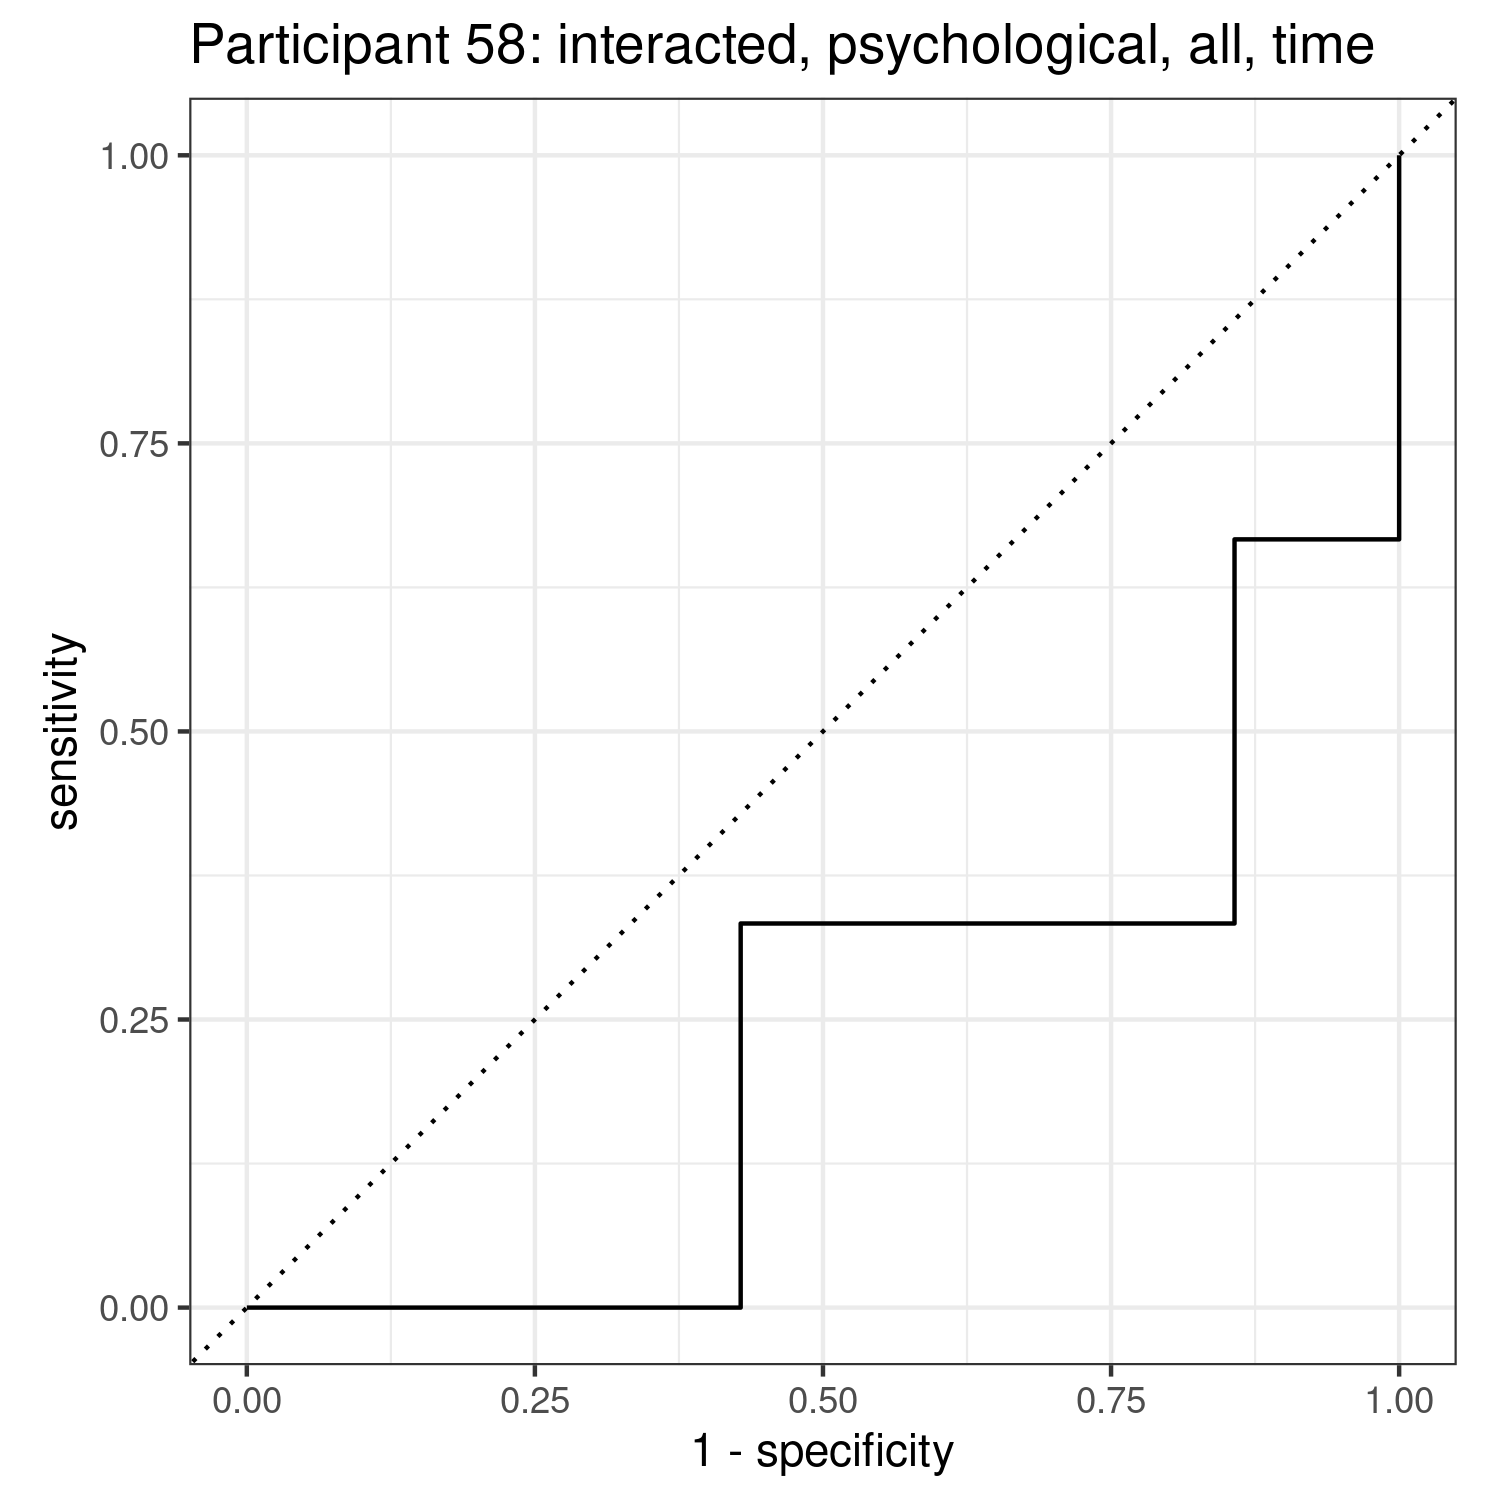 Participant 58: interacted, psychological, all, time
1.00
0.75
0.50
0.25
0.00
sensitivity
0.00 0.25 0.50 0.75 1.00
1 - specificity